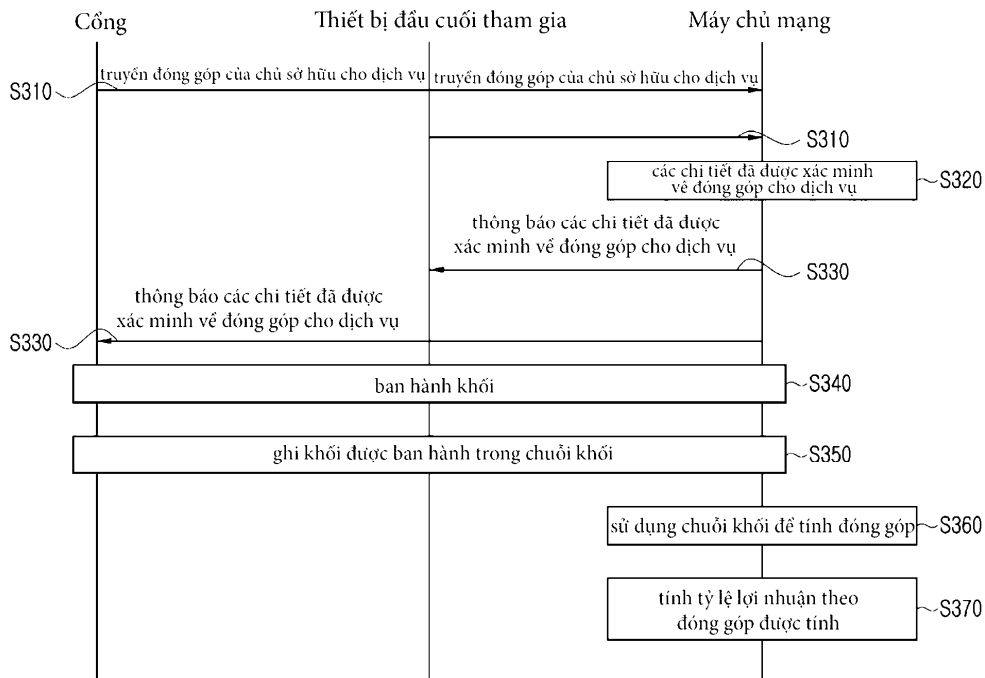 Cổng
Thiết bị đầu cuối tham gia
Máy chủ mạng
truyền đóng góp của chủ sở hữu cho dịch vụ
truyền đóng góp của chủ sở hữu cho dịch vụ
S310
S310
các chi tiết đã được xác minh
về đóng góp cho dịch vụ
S320
thông báo các chi tiết đã được
xác minh về đóng góp cho dịch vụ
S330
thông báo các chi tiết đã được
xác minh về đóng góp cho dịch vụ
S330
ban hành khối
S340
ghi khối được ban hành trong chuỗi khối
S350
sử dụng chuỗi khối để tính đóng góp
S360
tính tỷ lệ lợi nhuận theo
đóng góp được tính
S370